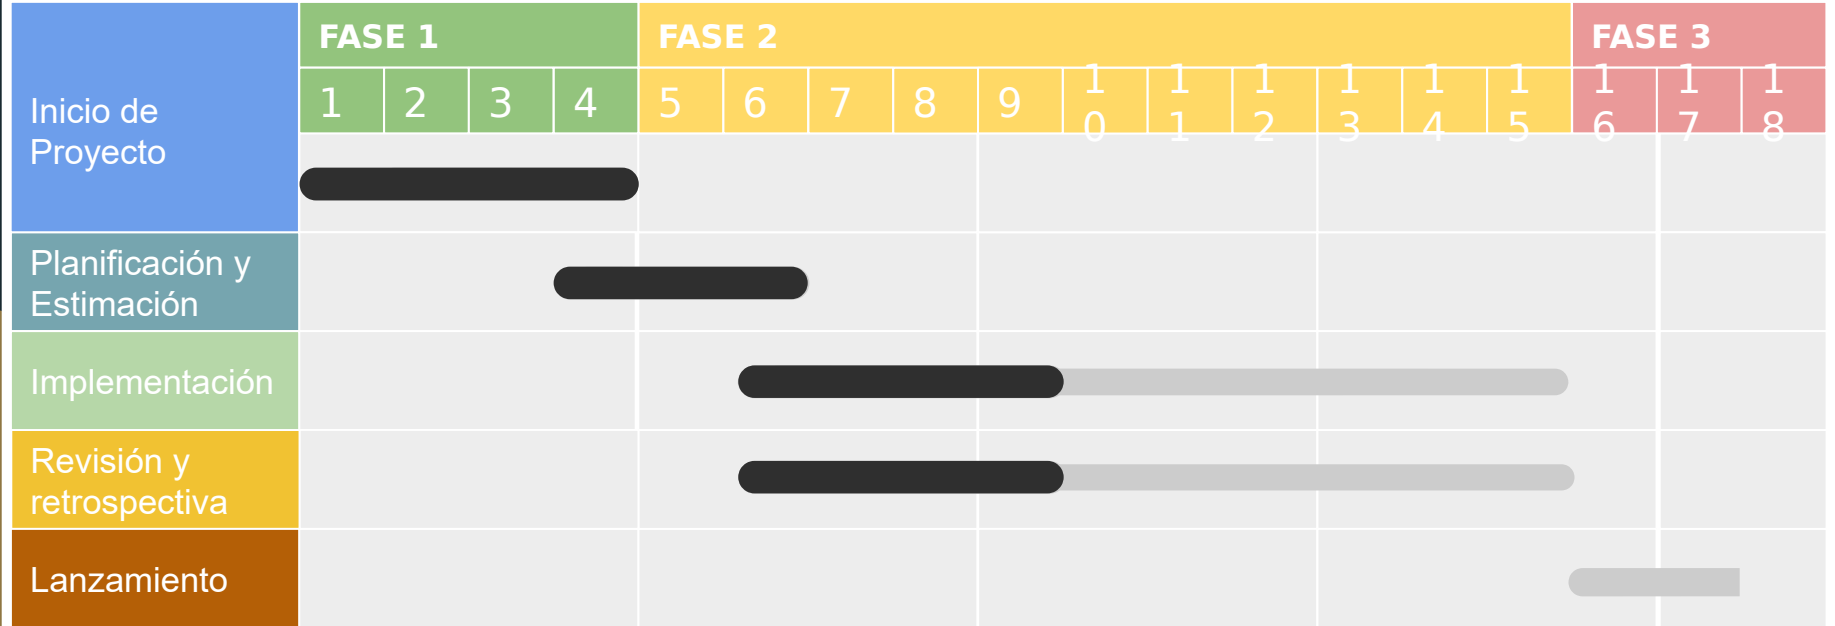 FASE 1 FASE 2 FASE 3
1 2 3 4 5 6 7 8 9 10 11 12 13 14 15 16 17 18
Inicio de
Proyecto
Planificación y
Estimación
Implementación
Revisión y
retrospectiva
Lanzamiento